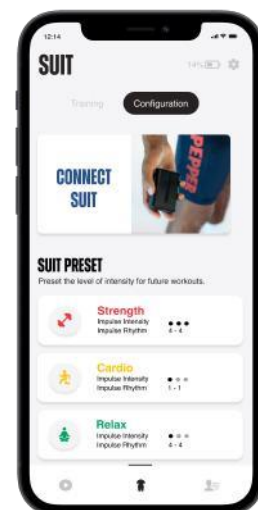 12:14
SUIT
14%
Training
Configuration
CONNECT
SUIT
PEPPER
SUIT PRESET
Preset the level of intensity for future workouts.
Strength
Impulse Intensity
Impulse Rhythm 4 - 4
Cardio
Impulse Intensity
Impulse Rhythm 1 - 1
Relax
Impulse Intensity
Impulse Rhythm 4 - 4